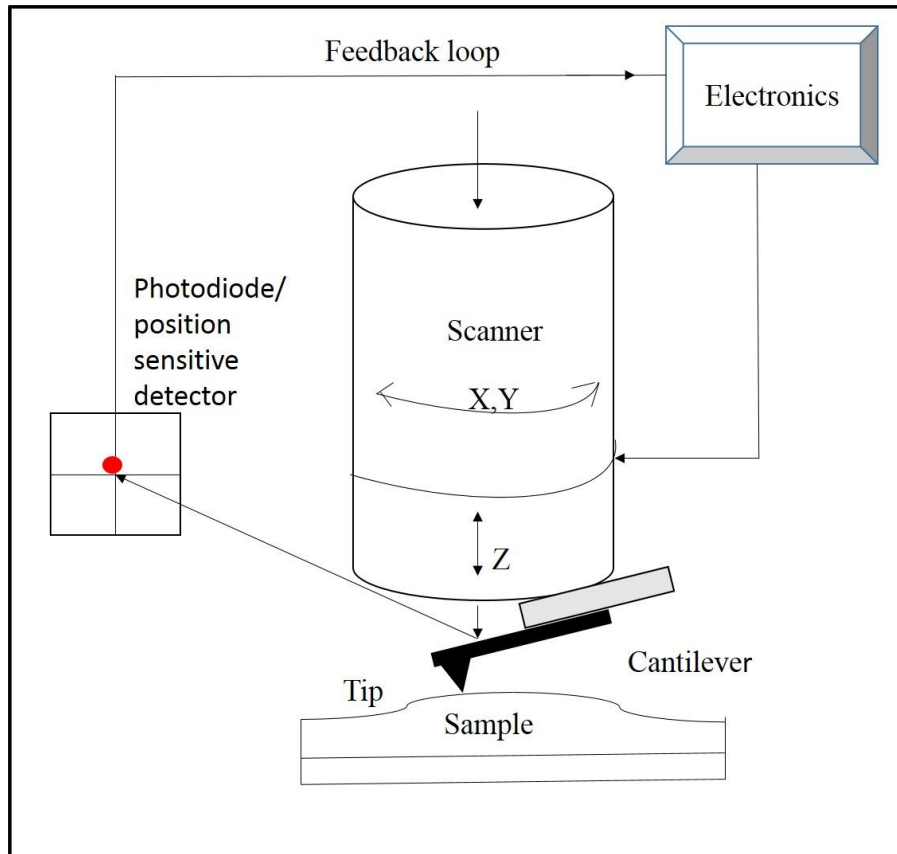 Feedback loop
Electronics
Photodiode/
position
sensitive
detector
Scanner
X,Y
Z
Cantilever
Tip
Sample